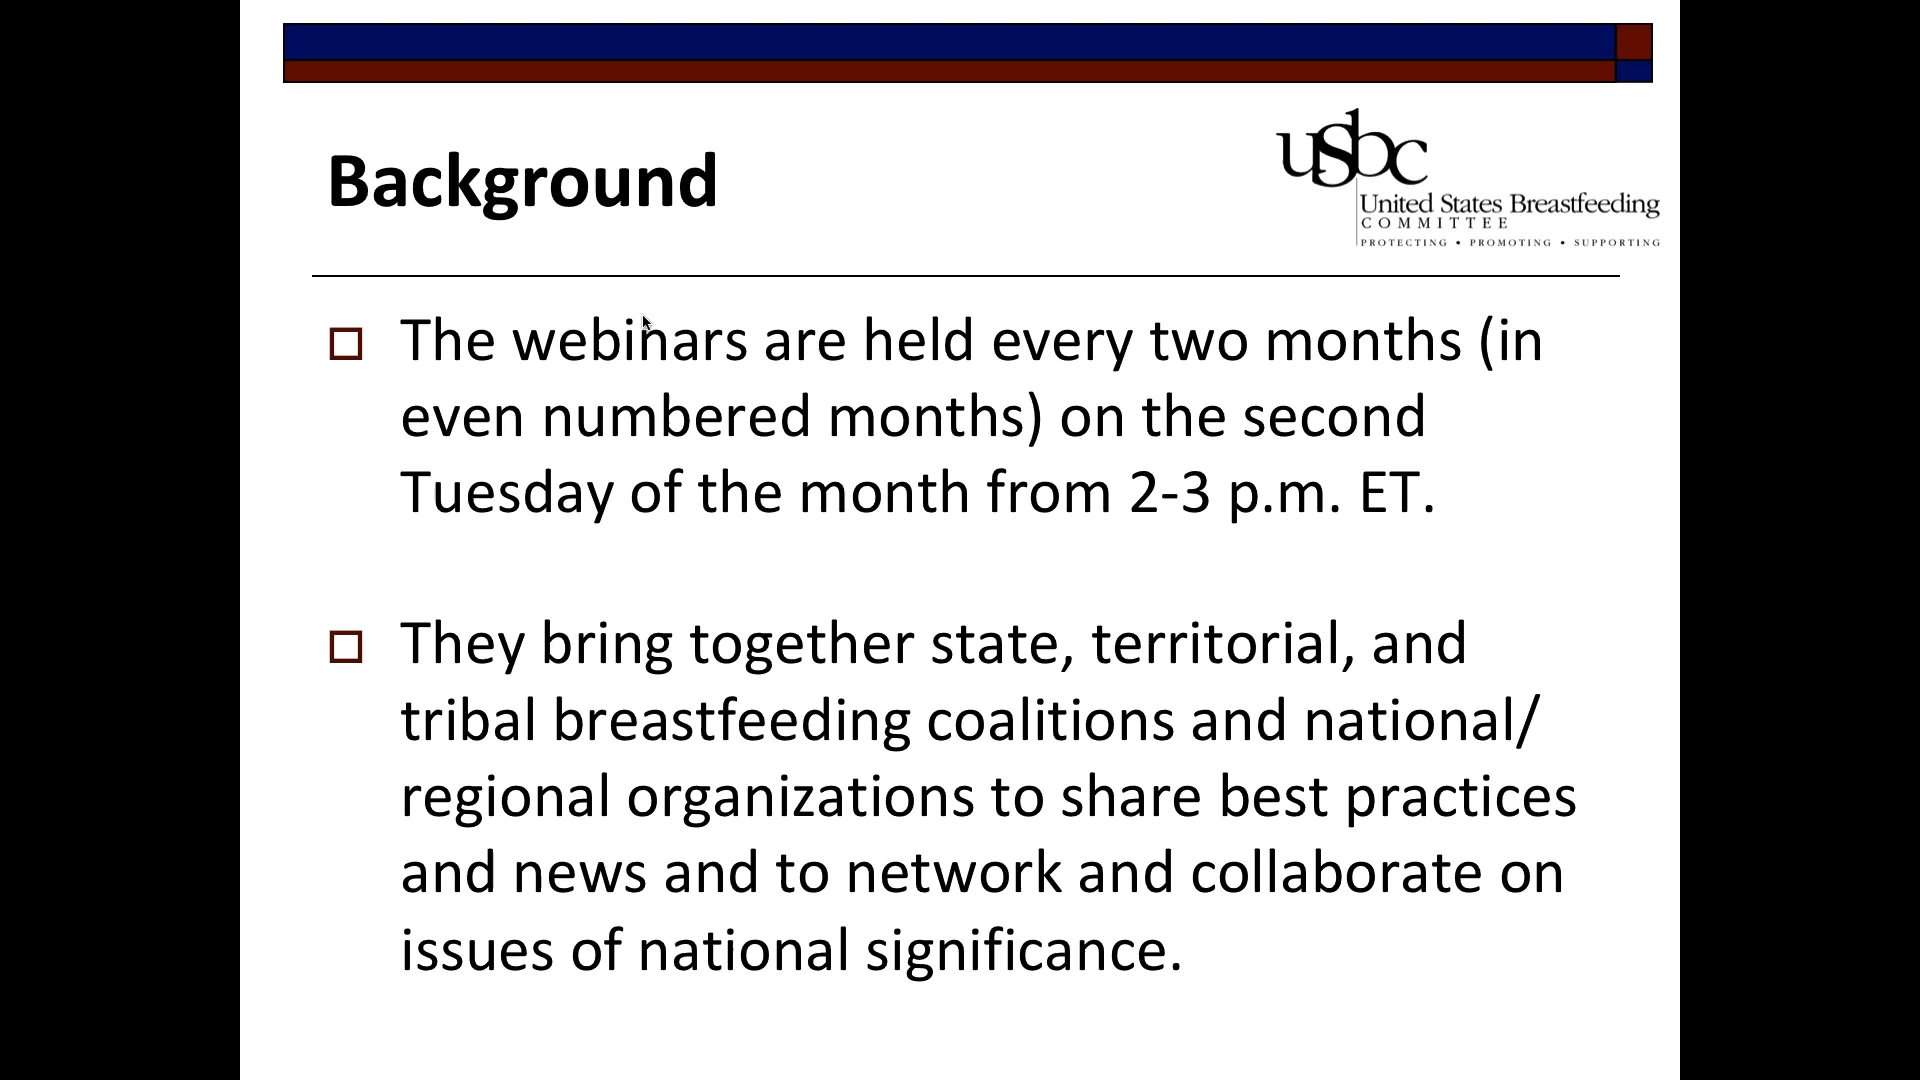 Background
usbc
United States Breastfeeding
COMMITTEE
PROTECTING • PROMOTING • SUPPORTING
The webinars are held every two months (in
even numbered months) on the second
Tuesday of the month from 2-3 p.m. ET.
They bring together state, territorial, and
tribal breastfeeding coalitions and national/
regional organizations to share best practices
and news and to network and collaborate on
issues of national significance.